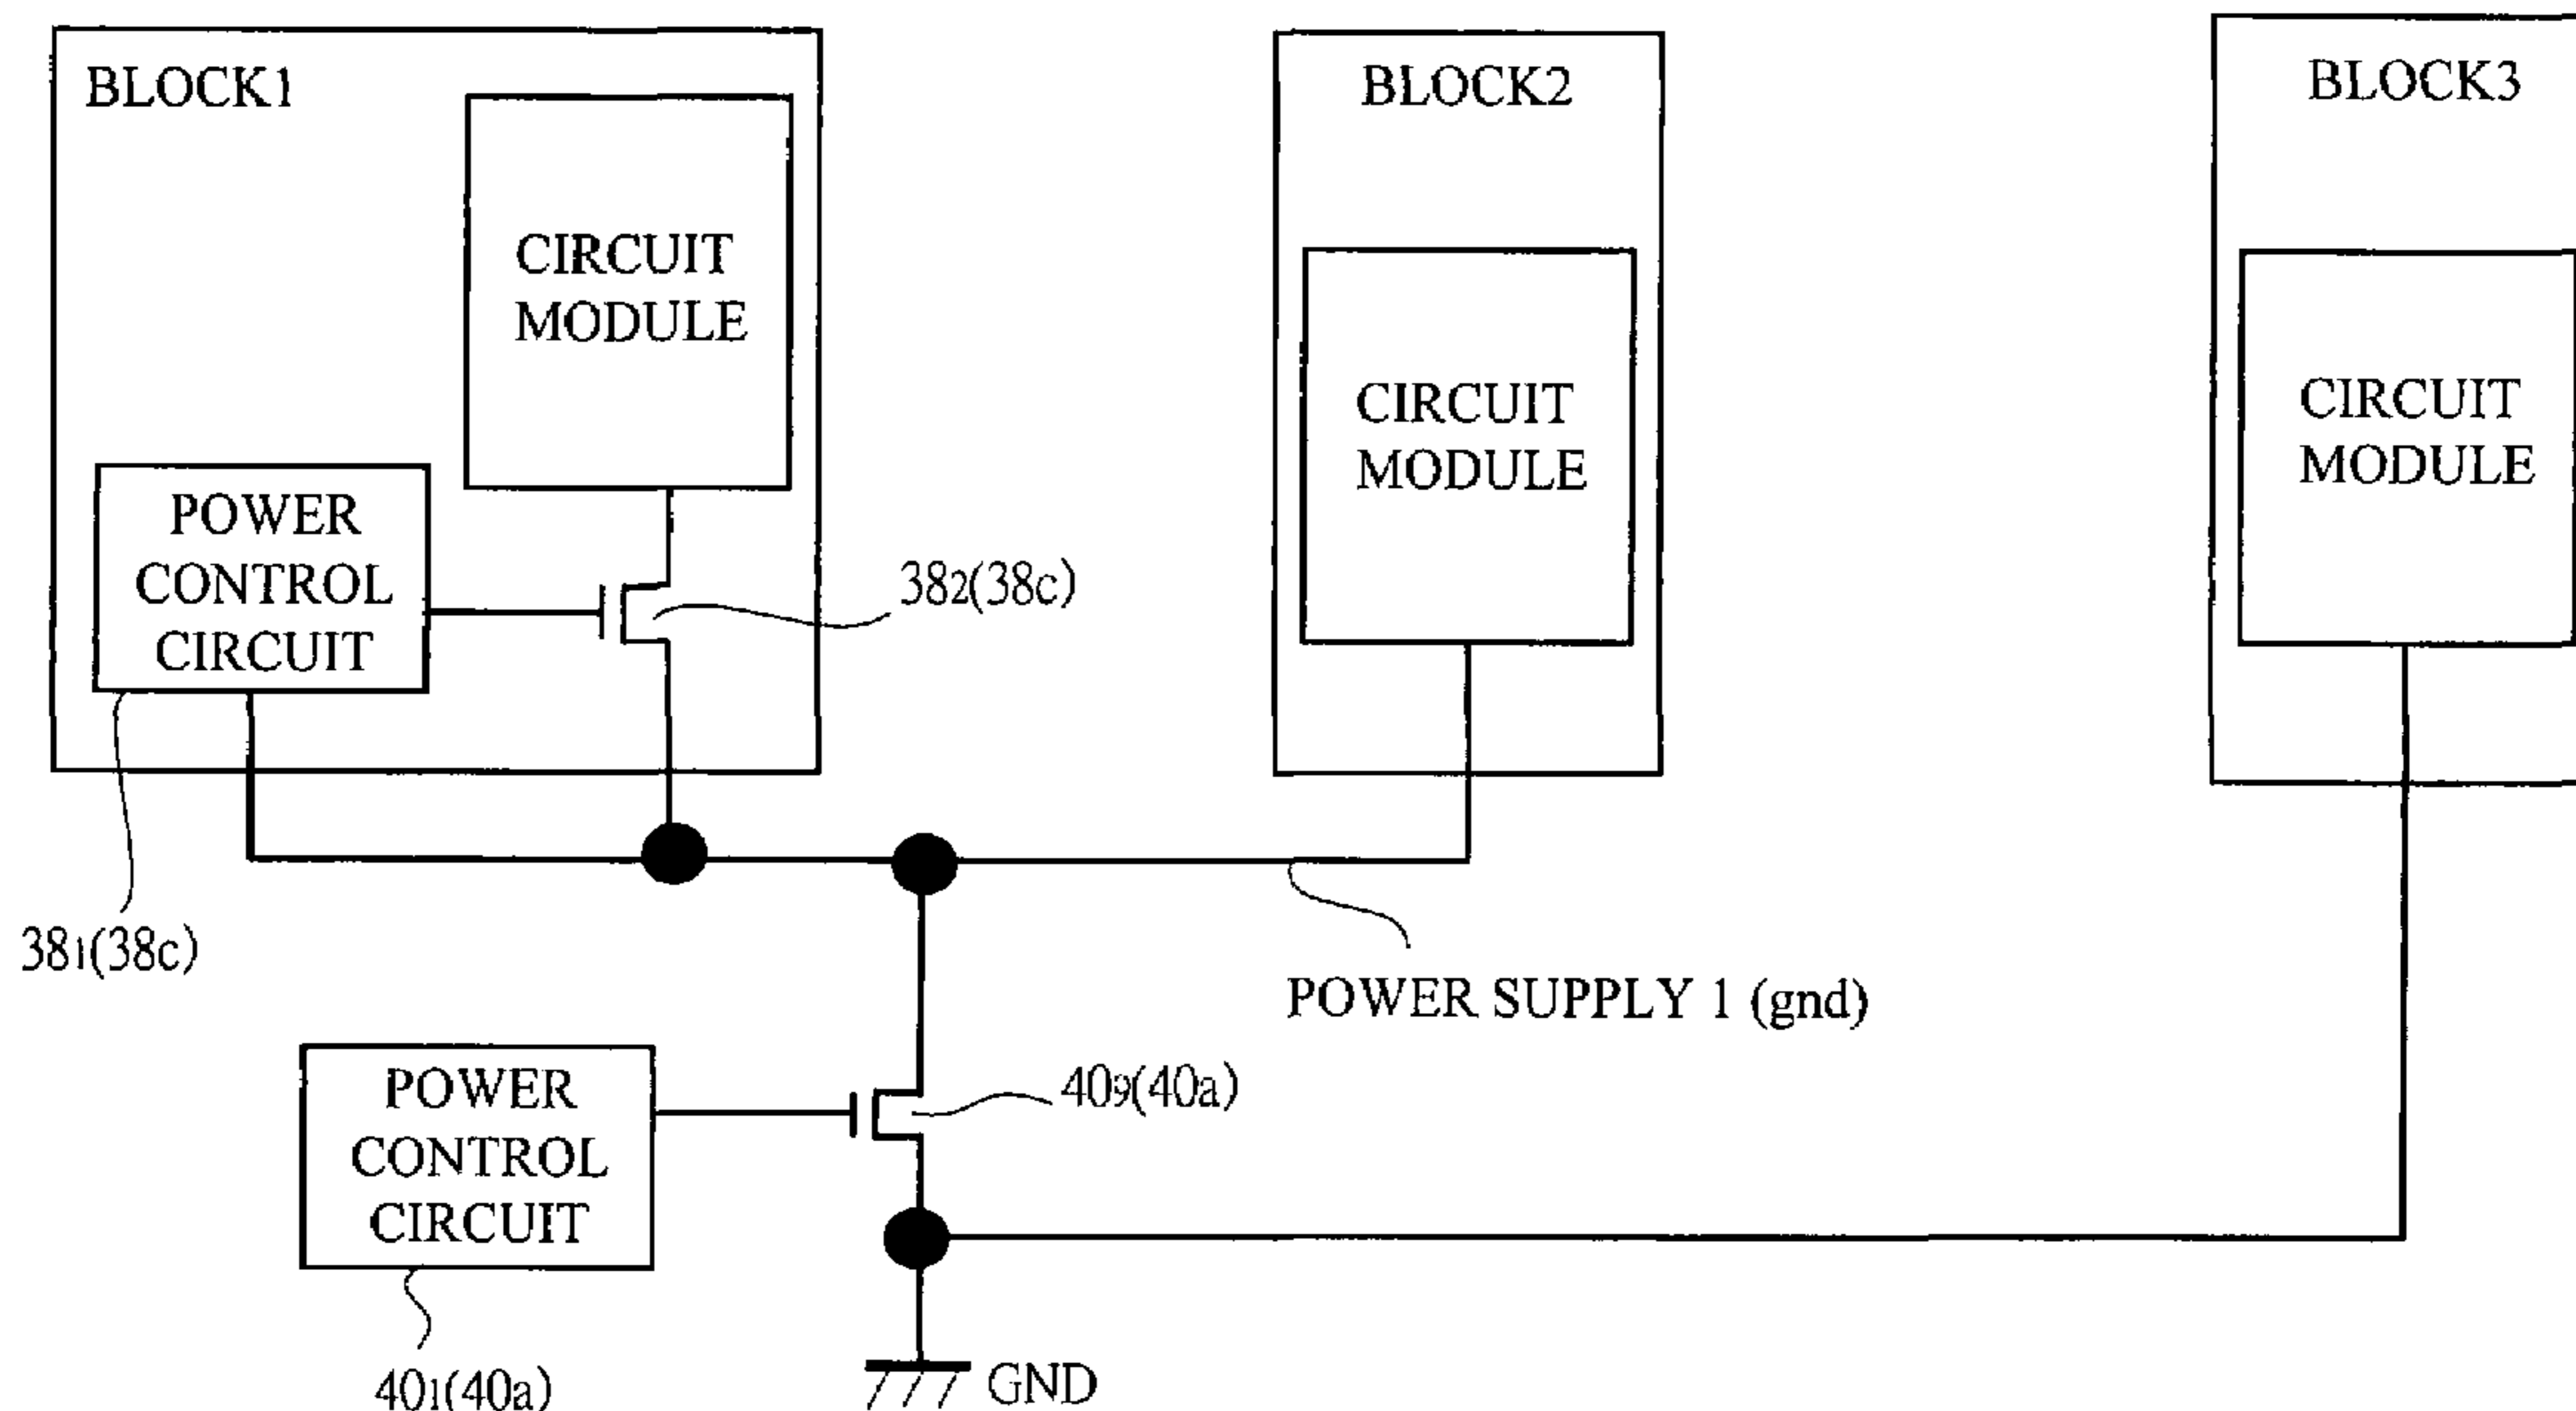 BLOCK1
CIRCUIT
MODULE
POWER
CONTROL
CIRCUIT
382(38c)
381(38c)
BLOCK2
CIRCUIT
MODULE
BLOCK3
CIRCUIT
MODULE
POWER SUPPLY 1 (gnd)
POWER
CONTROL
CIRCUIT
409(40a)
401(40a)
GND